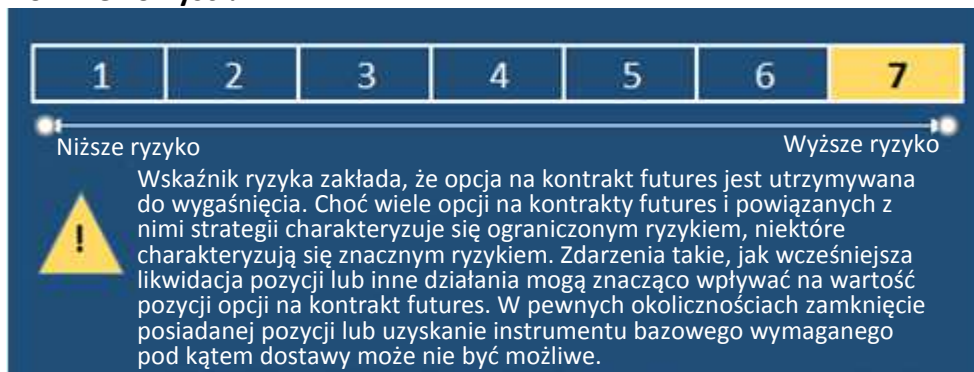 1 2 3 4 5 6 7
Niższe ryzyko Wyższe ryzyko
Wskaźnik ryzyka zakłada, że opcja na kontrakt futures jest utrzymywana
do wygaśnięcia. Choć wiele opcji na kontrakty futures i powiązanych z
nimi strategii charakteryzuje się ograniczonym ryzykiem, niektóre
charakteryzują się znacznym ryzykiem. Zdarzenia takie, jak wcześniejsza
likwidacja pozycji lub inne działania mogą znacząco wpływać na wartość
pozycji opcji na kontrakt futures. W pewnych okolicznościach zamknięcie
posiadanej pozycji lub uzyskanie instrumentu bazowego wymaganego
pod kątem dostawy może nie być możliwe.
!